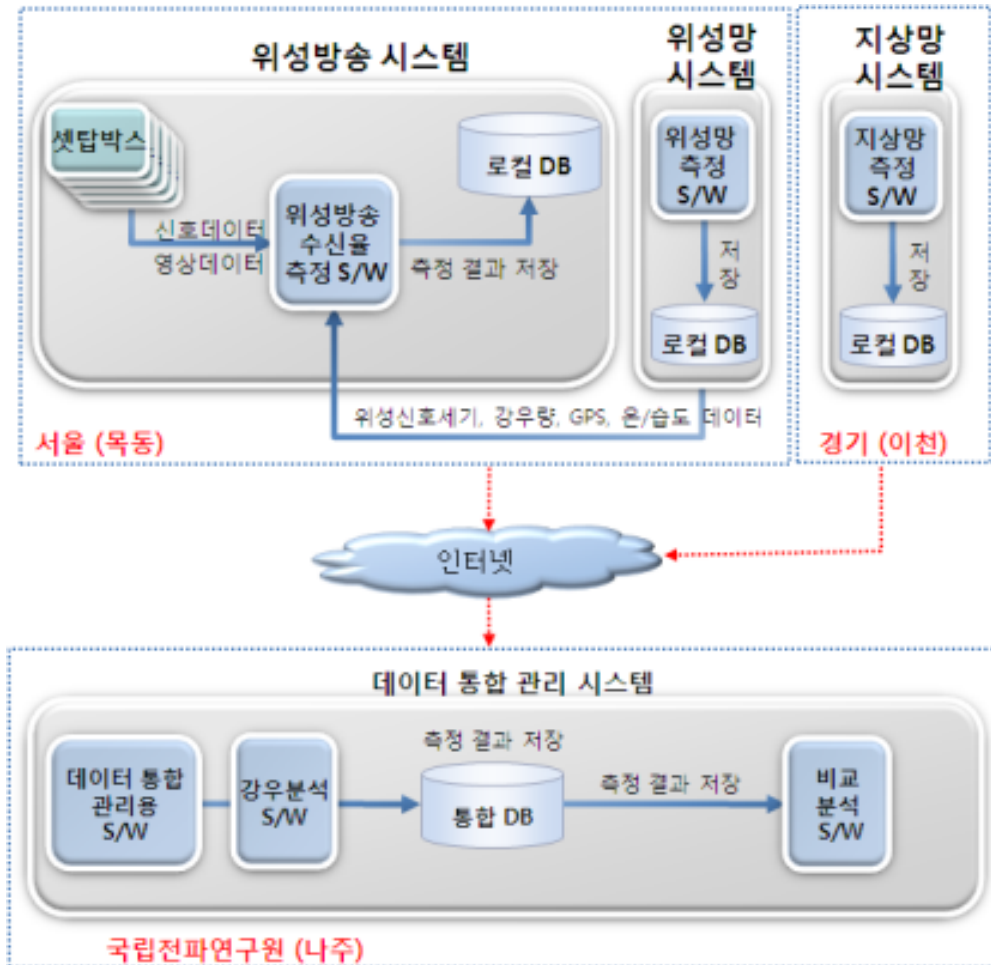 위성방송 시스템
위성망
시스템
지상망
시스템
셋탑박스
로컬 DB
위성방송
수신율
측정 S/W
신호데이터
영상데이터
측정 결과 저장
위성망
측정
S/W
저
장
로컬 DB
지상망
측정
S/W
저
장
로컬 DB
위성신호세기, 강우량, GPS, 온/습도 데이터
서울 (목동)
경기 (이천)
인터넷
데이터 통합 관리 시스템
데이터 통합
관리용
S/W
강우분석
S/W
측정 결과 저장
통합 DB
측정 결과 저장
비교
분석
S/W
국립전파연구원 (나주)